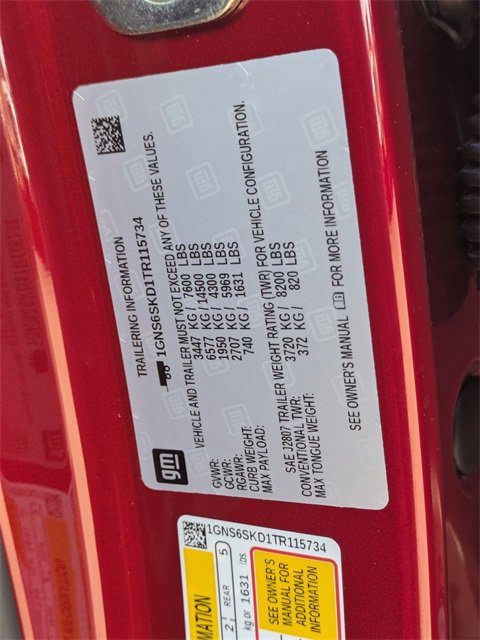 gm
TRAILERING INFORMATION
1GNS6SKD1TR115734
VEHICLE AND TRAILER MUST NOT EXCEED ANY OF THESE VALUES.
GVWR: 3447 KG / 7600 LBS
GCWR: 6577 KG / 14500 LBS
RGAWR: 1950 KG / 4300 LBS
CURB WEIGHT: 2707 KG / 5969 LBS
MAX PAYLOAD: 740 KG / 1631 LBS
SAE J2807 TRAILER WEIGHT RATING (TWR) FOR VEHICLE CONFIGURATION.
CONVENTIONAL TWR: 3720 KG / 8200 LBS
MAX TONGUE WEIGHT: 372 KG / 820 LBS
SEE OWNER'S MANUAL FOR MORE INFORMATION
1GNS6SKD1TR115734
2 REAR 5
kg or 1631 lbs
SEE OWNER'S
MANUAL FOR
ADDITIONAL
INFORMATION